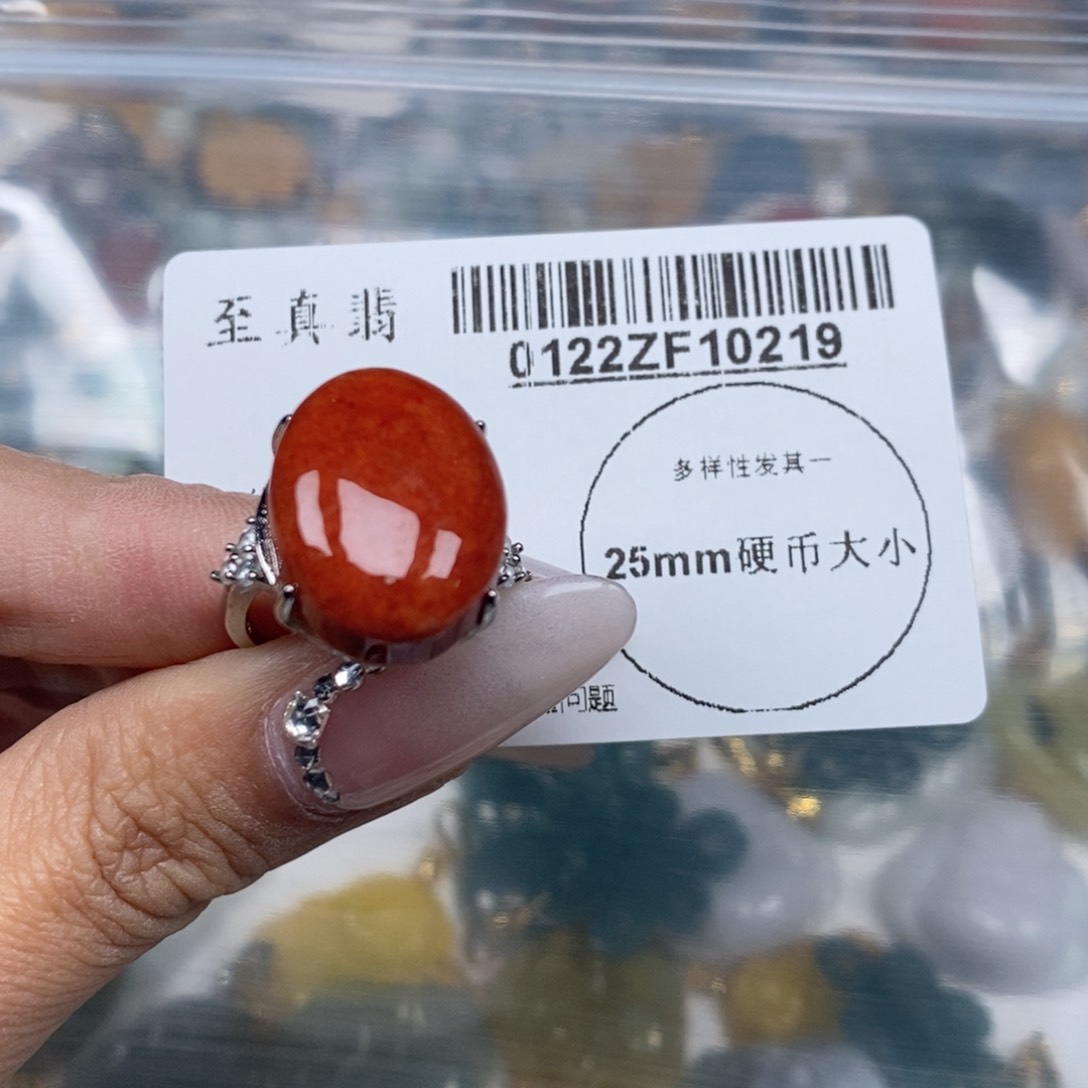 至真翡
0122ZF10219
多样性发其一
25mm硬币大小
问题